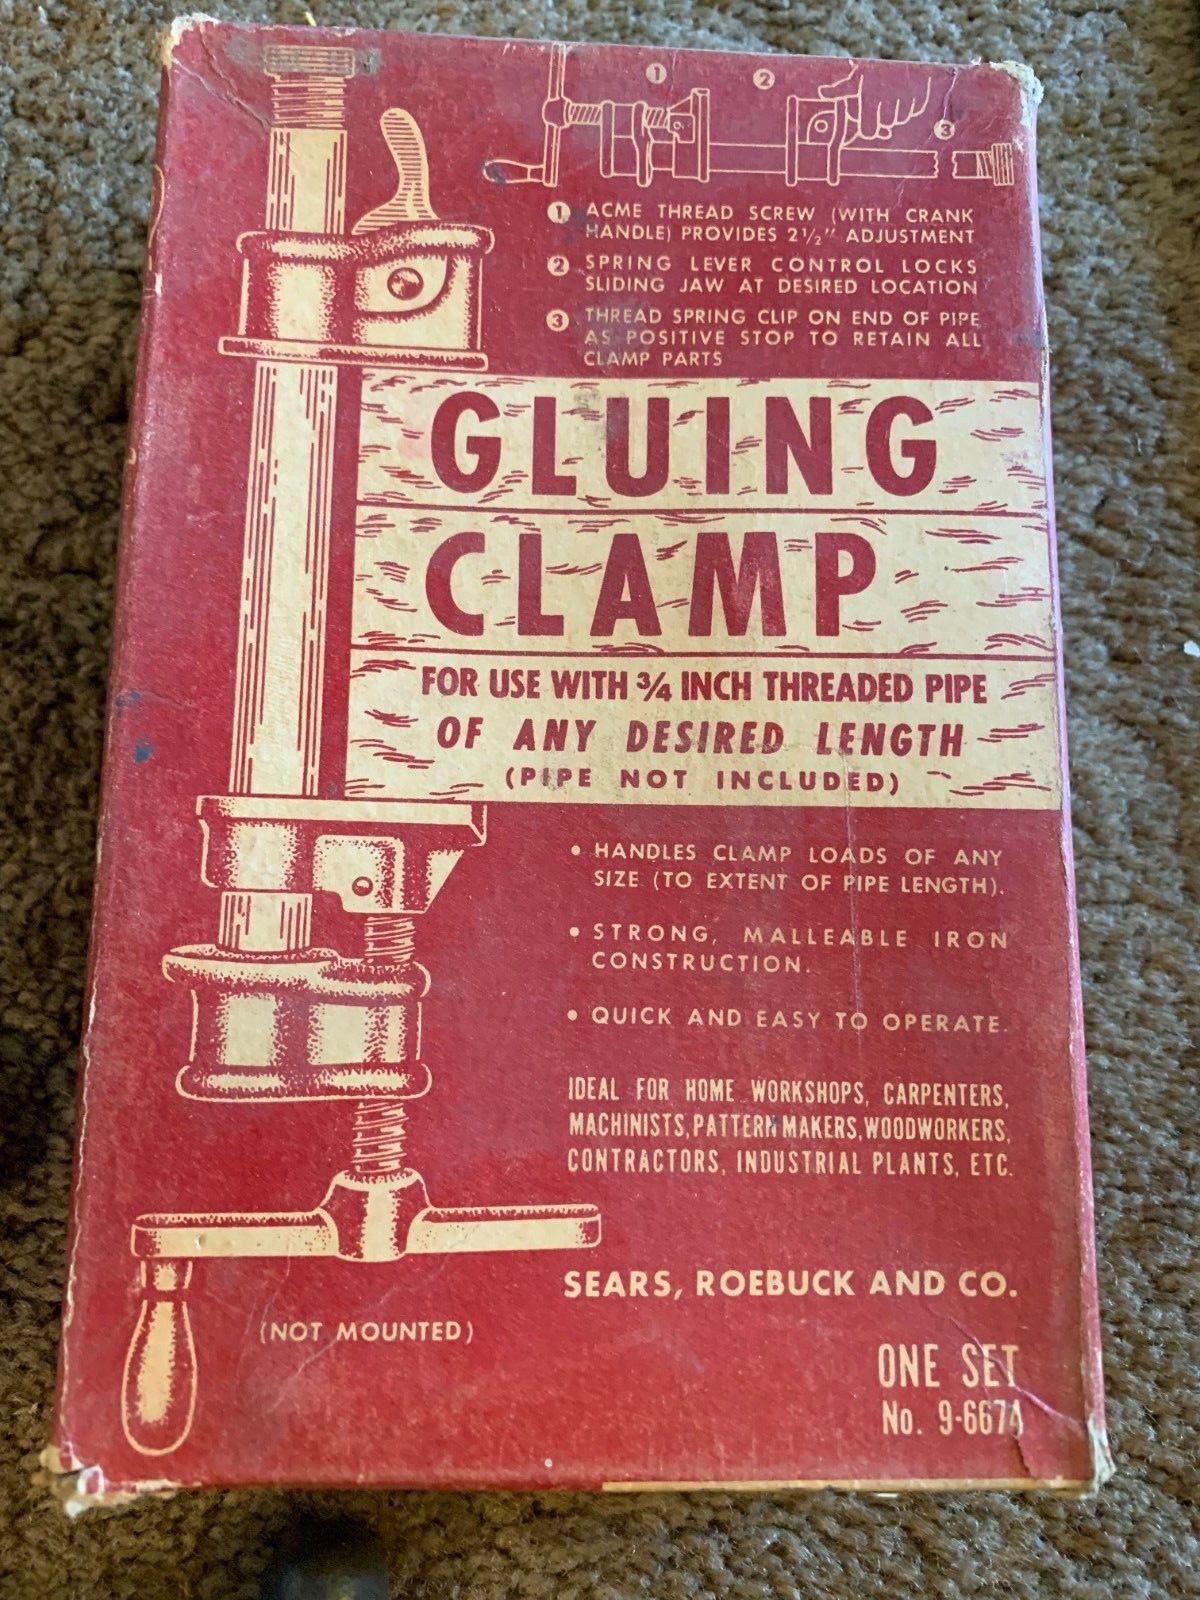 1 2 3
1 ACME THREAD SCREW (WITH CRANK
HANDLE) PROVIDES 2 1/2" ADJUSTMENT
2 SPRING LEVER CONTROL LOCKS
SLIDING JAW AT DESIRED LOCATION
3 THREAD SPRING CLIP ON END OF PIPE
AS POSITIVE STOP TO RETAIN ALL
CLAMP PARTS
GLUING
CLAMP
FOR USE WITH 3/4 INCH THREADED PIPE
OF ANY DESIRED LENGTH
(PIPE NOT INCLUDED)
• HANDLES CLAMP LOADS OF ANY
SIZE (TO EXTENT OF PIPE LENGTH).
• STRONG, MALLEABLE IRON
CONSTRUCTION.
• QUICK AND EASY TO OPERATE.
IDEAL FOR HOME WORKSHOPS, CARPENTERS,
MACHINISTS, PATTERN MAKERS, WOODWORKERS,
CONTRACTORS, INDUSTRIAL PLANTS, ETC.
SEARS, ROEBUCK AND CO.
(NOT MOUNTED)
ONE SET
No. 9-6674